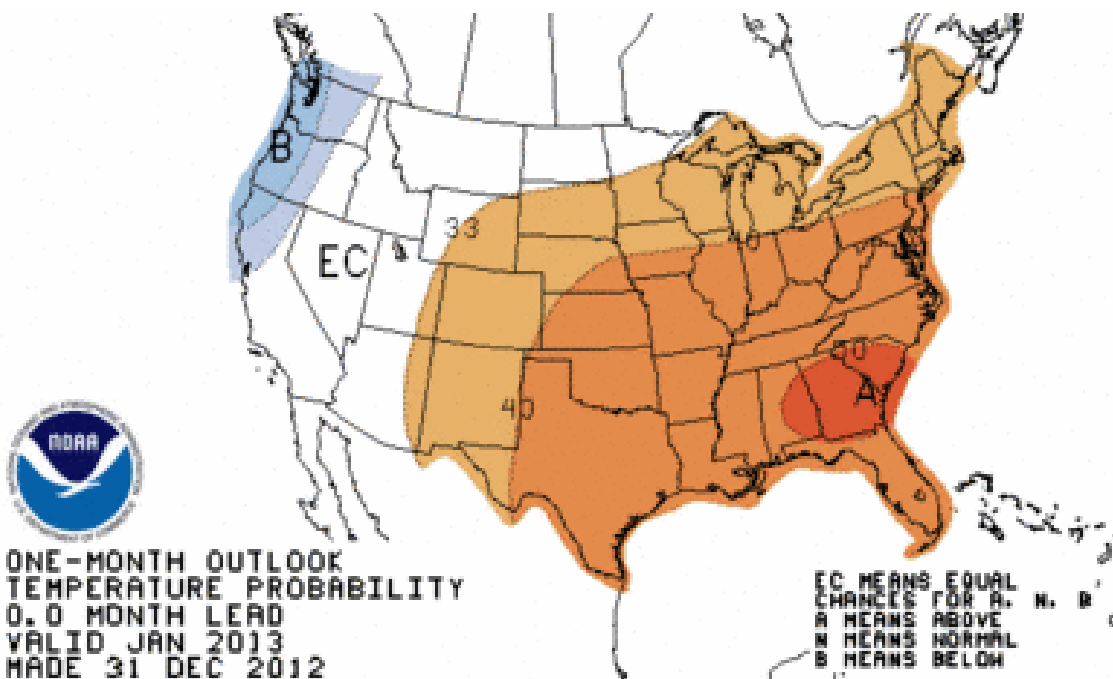 B
33
EC
50
A
40
NOAA
ONE-MONTH OUTLOOK
TEMPERATURE PROBABILITY
0.0 MONTH LEAD
VALID JAN 2013
MADE 31 DEC 2012
EC MEANS EQUAL
CHANCES FOR A, N, B
A MEANS ABOVE
N MEANS NORMAL
B MEANS BELOW